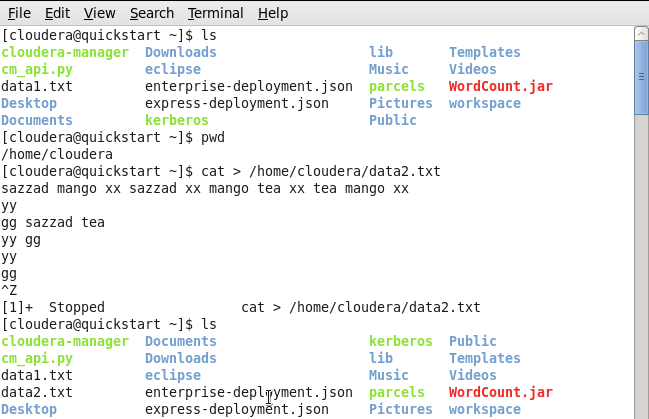 File Edit View Search Terminal Help
[cloudera@quickstart ~]$ ls
cloudera-manager Downloads lib Templates
cm_api.py eclipse Music Videos
data1.txt enterprise-deployment.json parcels WordCount.jar
Desktop express-deployment.json Pictures workspace
Documents kerberos Public
[cloudera@quickstart ~]$ pwd
/home/cloudera
[cloudera@quickstart ~]$ cat > /home/cloudera/data2.txt
sazzad mango xx sazzad xx mango tea xx tea mango xx
yy
gg sazzad tea
yy gg
yy
gg
^Z
[1]+ Stopped cat > /home/cloudera/data2.txt
[cloudera@quickstart ~]$ ls
cloudera-manager Documents kerberos Public
cm_api.py Downloads lib Templates
data1.txt eclipse Music Videos
data2.txt enterprise-deployment.json parcels WordCount.jar
Desktop express-deployment.json Pictures workspace